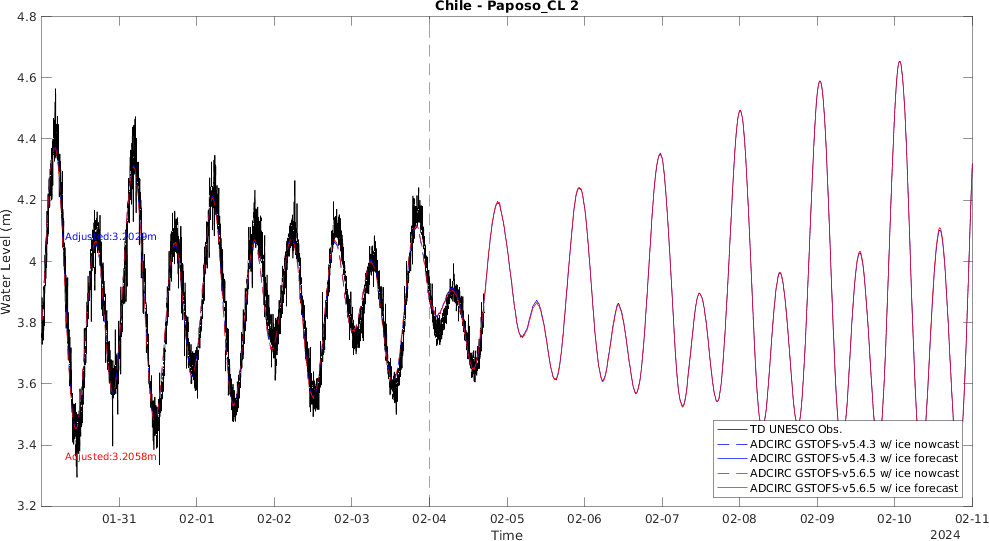 Chile - Paposo_CL 2
4.8
4.6
4.4
4.2
4
3.8
3.6
3.4
3.2
Water Level (m)
Adjusted:3.2029m
Adjusted:3.2058m
TD UNESCO Obs.
ADCIRC GSTOFS-v5.4.3 w/ ice nowcast
ADCIRC GSTOFS-v5.4.3 w/ ice forecast
ADCIRC GSTOFS-v5.6.5 w/ ice nowcast
ADCIRC GSTOFS-v5.6.5 w/ ice forecast
01-31 02-01 02-02 02-03 02-04 02-05 02-06 02-07 02-08 02-09 02-10 02-11
Time
2024